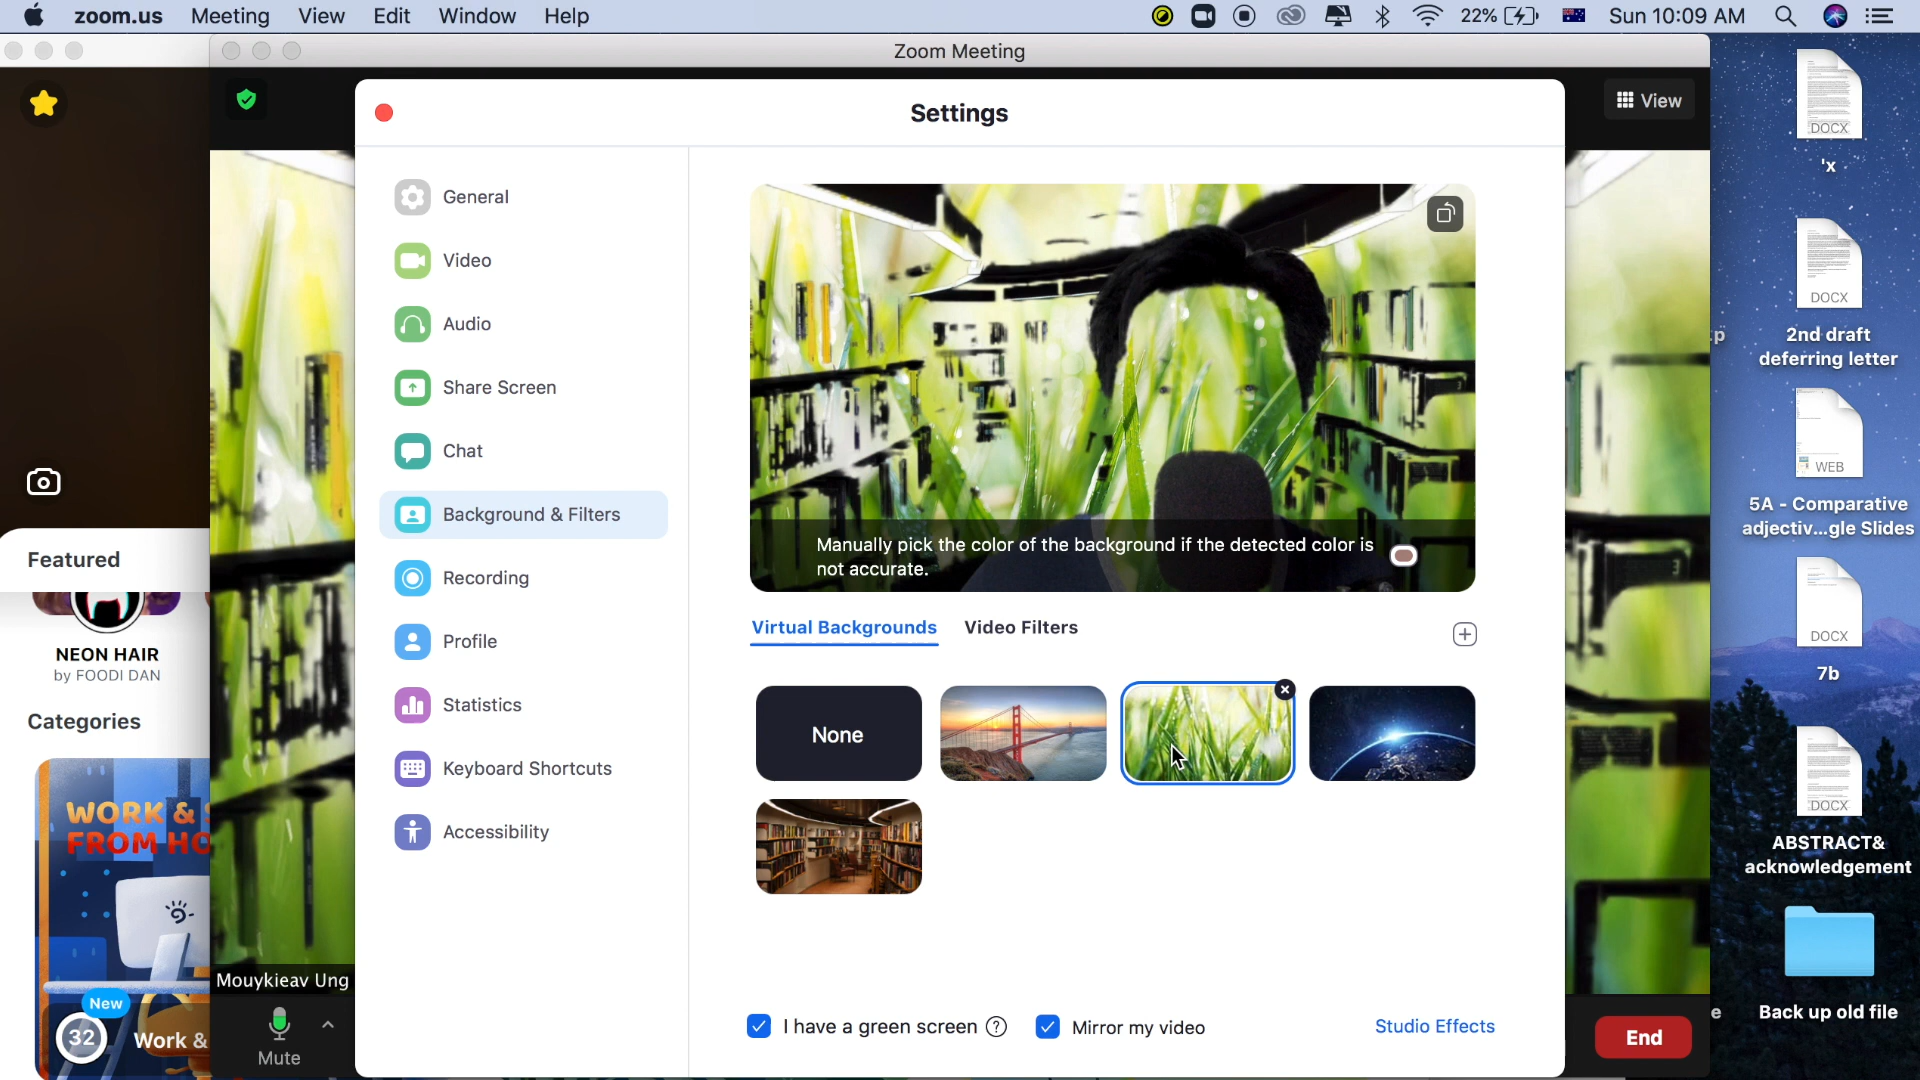 zoom.us Meeting View Edit Window Help
22% Sun 10:09 AM
Zoom Meeting
View
Settings
General
Video
Audio
Share Screen
Chat
Background & Filters
Recording
Profile
Statistics
Keyboard Shortcuts
Accessibility
Manually pick the color of the background if the detected color is
not accurate.
Virtual Backgrounds Video Filters
None
I have a green screen ? Mirror my video Studio Effects
Featured
NEON HAIR
by FOODI DAN
Categories
WORK &
FROM HO
New
32 Work &
Mouykieav Ung
Mute
End
DOCX
'x
DOCX
2nd draft
deferring letter
WEB
5A - Comparative
adjectiv...gle Slides
DOCX
7b
DOCX
ABSTRACT&
acknowledgement
Back up old file